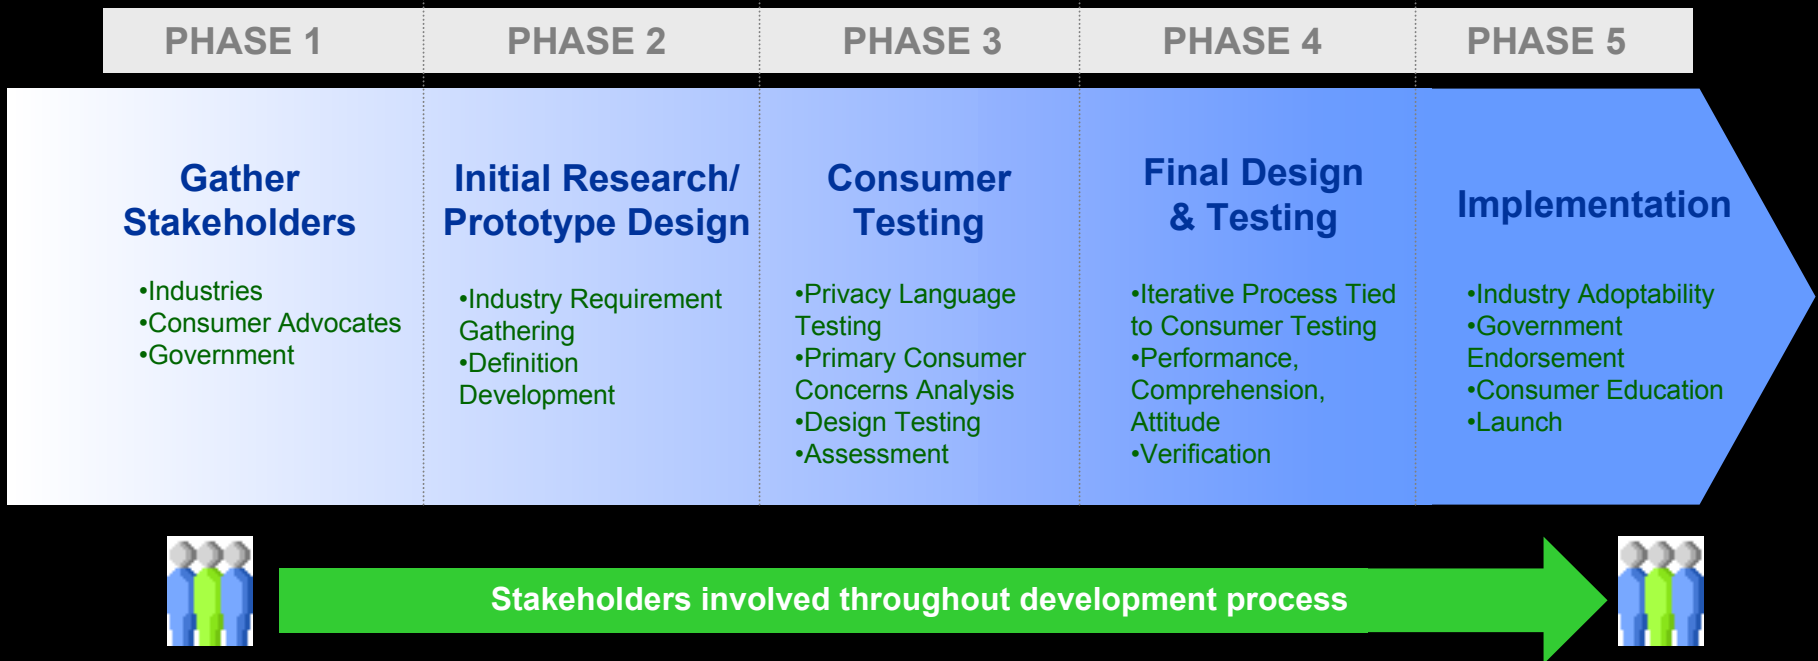 PHASE 1
PHASE 2
PHASE 3
PHASE 4
PHASE 5
Gather
Stakeholders
•Industries
•Consumer Advocates
•Government
Initial Research/
Prototype Design
•Industry Requirement
Gathering
•Definition
Development
Consumer
Testing
•Privacy Language
Testing
•Primary Consumer
Concerns Analysis
•Design Testing
•Assessment
Final Design
& Testing
•Iterative Process Tied
to Consumer Testing
•Performance,
Comprehension,
Attitude
•Verification
Implementation
•Industry Adoptability
•Government
Endorsement
•Consumer Education
•Launch
Stakeholders involved throughout development process